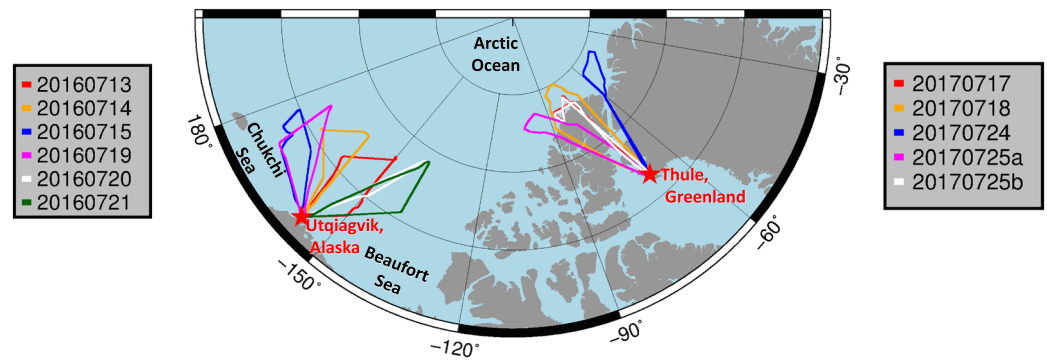 Arctic
Ocean
20160713
20160714
20160715
20160719
20160720
20160721
20170717
20170718
20170724
20170725a
20170725b
180˚
Chukchi
Sea
Utqiagvik,
Alaska
Beaufort
Sea
Thule,
Greenland
−150˚
−120˚
−90˚
−60˚
−30˚